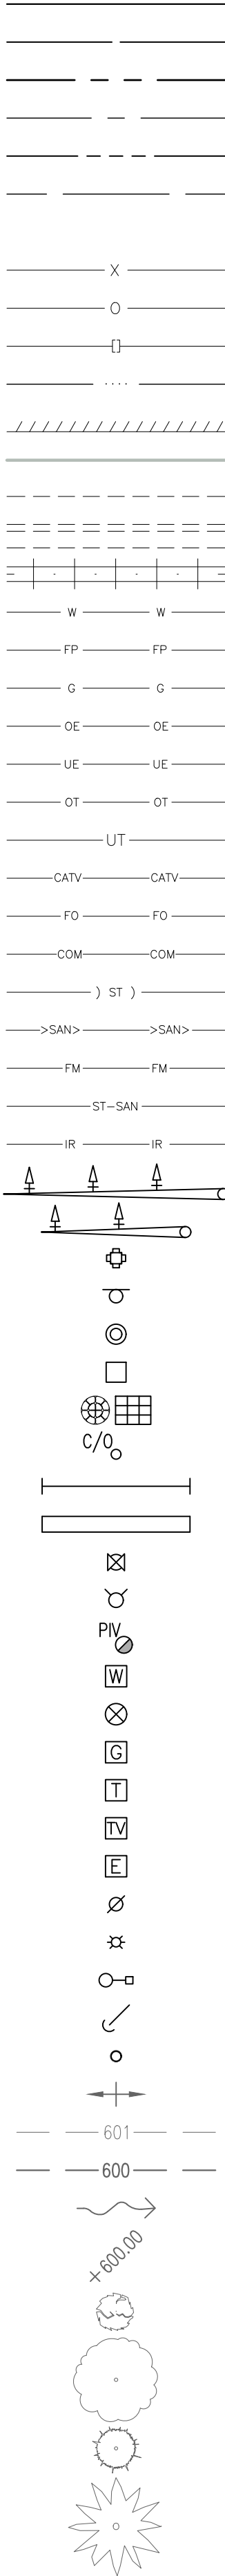 X
O
[]
W W
FP FP
G G
OE OE
UE UE
OT OT
UT
CATV CATV
FO FO
COM COM
) ST )
>SAN> >SAN>
FM FM
ST-SAN
IR IR
C/O
PIV
W
G
T
TV
E
601
600
+600.00